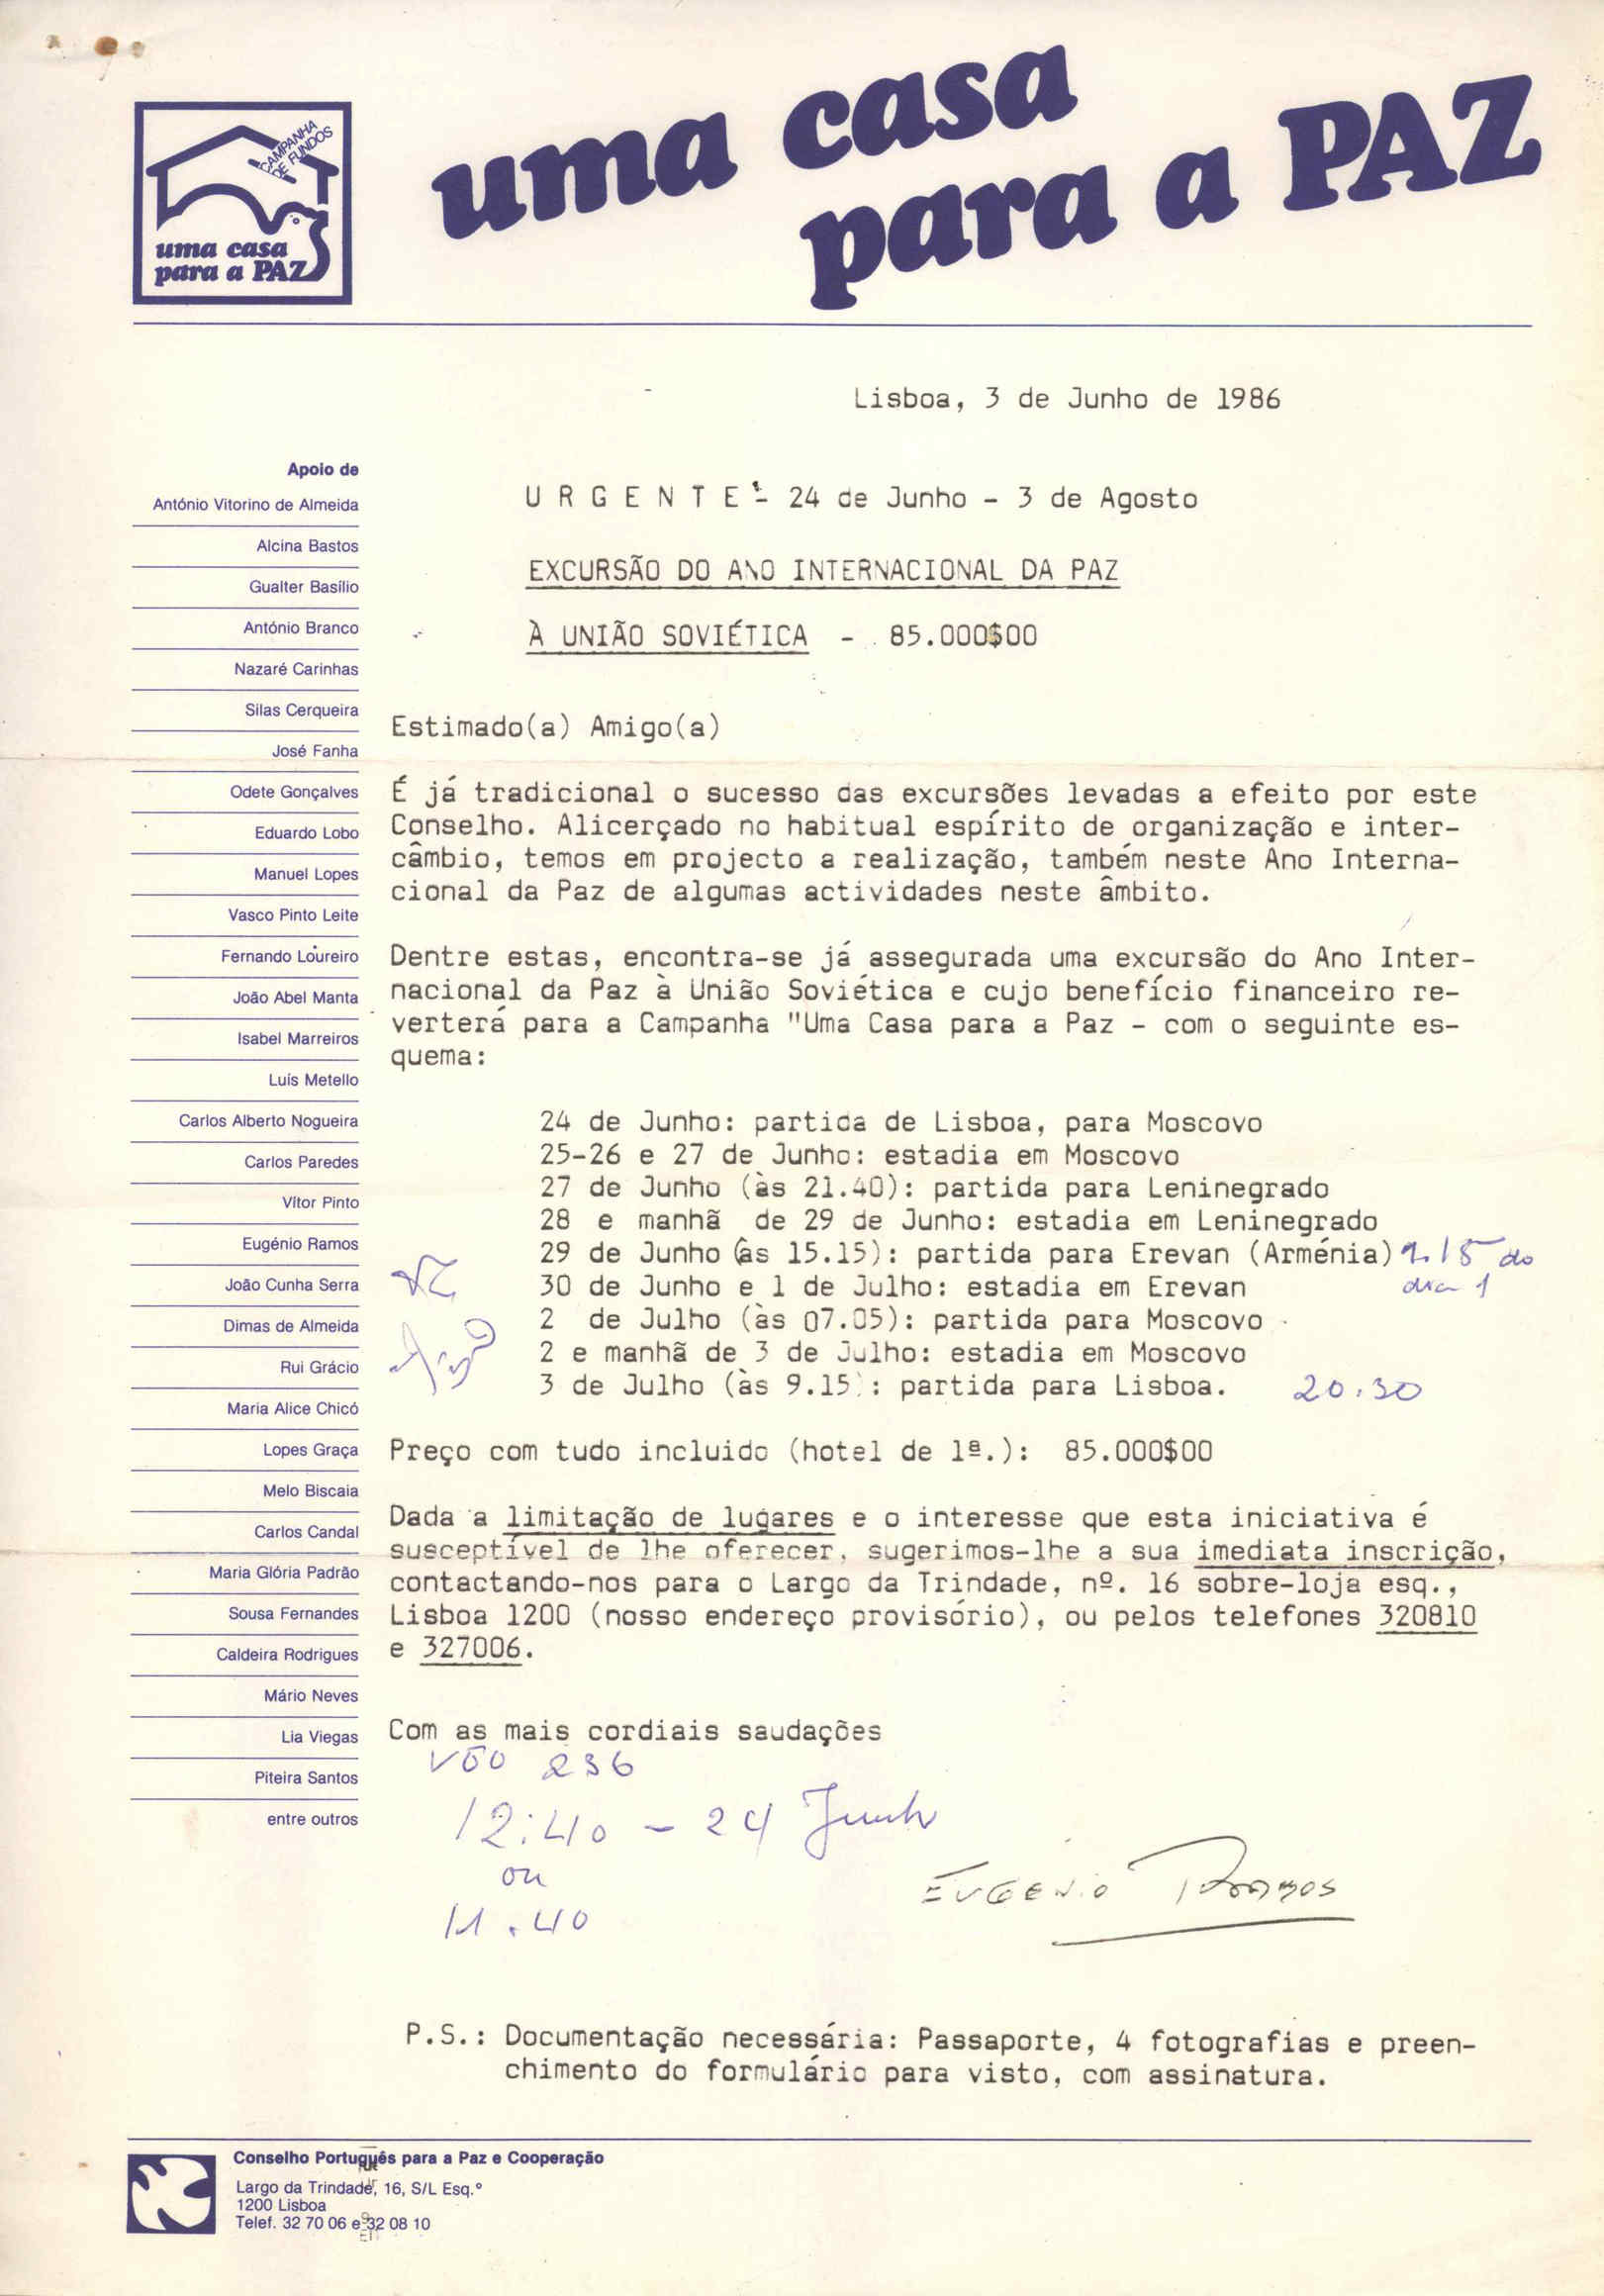 CAMPANHA
DE FUNDOS
uma casa
para a PAZ
uma casa
para a PAZ
Lisboa, 3 de Junho de 1986
Apoio de
António Vitorino de Almeida
Alcina Bastos
Gualter Basílio
António Branco
Nazaré Carinhas
Silas Cerqueira
José Fanha
Odete Gonçalves
Eduardo Lobo
Manuel Lopes
Vasco Pinto Leite
Fernando Loureiro
João Abel Manta
Isabel Marreiros
Luís Metello
Carlos Alberto Nogueira
Carlos Paredes
Vítor Pinto
Eugénio Ramos
João Cunha Serra
Dimas de Almeida
Rui Grácio
Maria Alice Chicó
Lopes Graça
Melo Biscaia
Carlos Candal
Maria Glória Padrão
Sousa Fernandes
Caldeira Rodrigues
Mário Neves
Lia Viegas
Piteira Santos
entre outros
U R G E N T E - 24 de Junho - 3 de Agosto
EXCURSÃO DO ANO INTERNACIONAL DA PAZ
À UNIÃO SOVIÉTICA - 85.000$00
Estimado(a) Amigo(a)
É já tradicional o sucesso das excursões levadas a efeito por este
Conselho. Alicerçado no habitual espírito de organização e inter-
câmbio, temos em projecto a realização, também neste Ano Interna-
cional da Paz de algumas actividades neste âmbito.
Dentre estas, encontra-se já assegurada uma excursão do Ano Inter-
nacional da Paz à União Soviética e cujo benefício financeiro re-
verterá para a Campanha "Uma Casa para a Paz - com o seguinte es-
quema:
24 de Junho: partida de Lisboa, para Moscovo
25-26 e 27 de Junho: estadia em Moscovo
27 de Junho (às 21.40): partida para Leninegrado
28 e manhã de 29 de Junho: estadia em Leninegrado
29 de Junho (às 15.15): partida para Erevan (Arménia) 9.15 do
30 de Junho e 1 de Julho: estadia em Erevan dia 1
2 de Julho (às 07.05): partida para Moscovo
2 e manhã de 3 de Julho: estadia em Moscovo
3 de Julho (às 9.15): partida para Lisboa. 20.30
Preço com tudo incluido (hotel de 1ª.): 85.000$00
Dada a limitação de lugares e o interesse que esta iniciativa é
susceptível de lhe oferecer, sugerimos-lhe a sua imediata inscrição,
contactando-nos para o Largo da Trindade, nº. 16 sobre-loja esq.,
Lisboa 1200 (nosso endereço provisório), ou pelos telefones 320810
e 327006.
Com as mais cordiais saudações
VÔO 236
12:40 - 24 Junho
ou
11.40
EUGENIO RAMOS
P.S.: Documentação necessária: Passaporte, 4 fotografias e preen-
chimento do formulário para visto, com assinatura.
Conselho Português para a Paz e Cooperação
Largo da Trindade, 16, S/L Esq.º
1200 Lisboa
Telef. 32 70 06 e 32 08 10